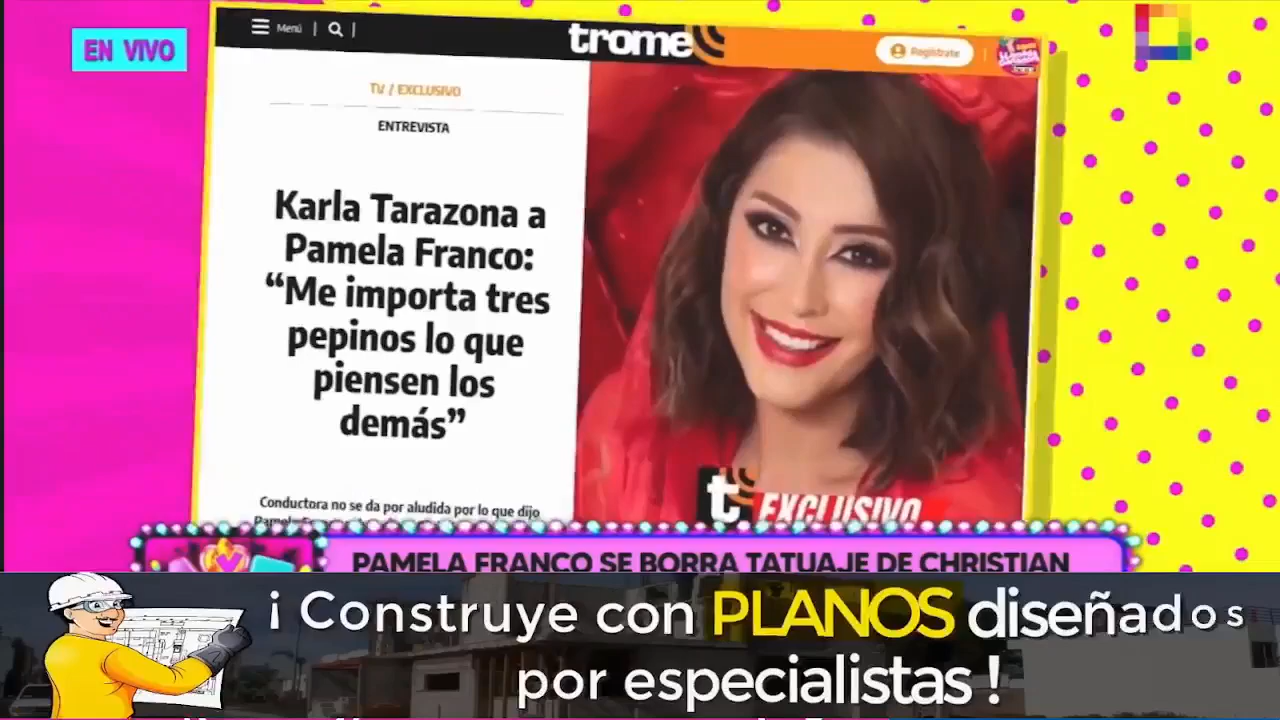 EN VIVO
Menú
trome
Regístrate
TV / EXCLUSIVO
ENTREVISTA
Karla Tarazona a
Pamela Franco:
“Me importa tres
pepinos lo que
piensen los
demás”
Conductora no se da por aludida por lo que dijo
t EXCLUSIVO
PAMELA FRANCO SE BORRA TATUAJE DE CHRISTIAN
¡ Construye con PLANOS diseñados
por especialistas !